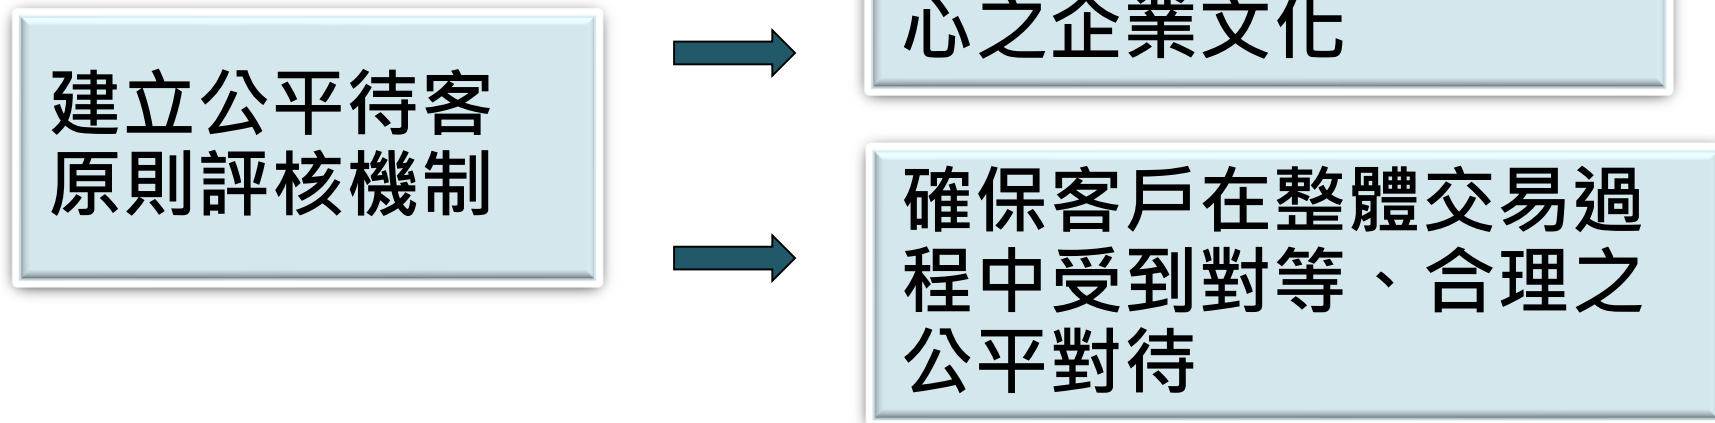 建立公平待客
原則評核機制
心之企業文化
確保客戶在整體交易過
程中受到對等、合理之
公平對待